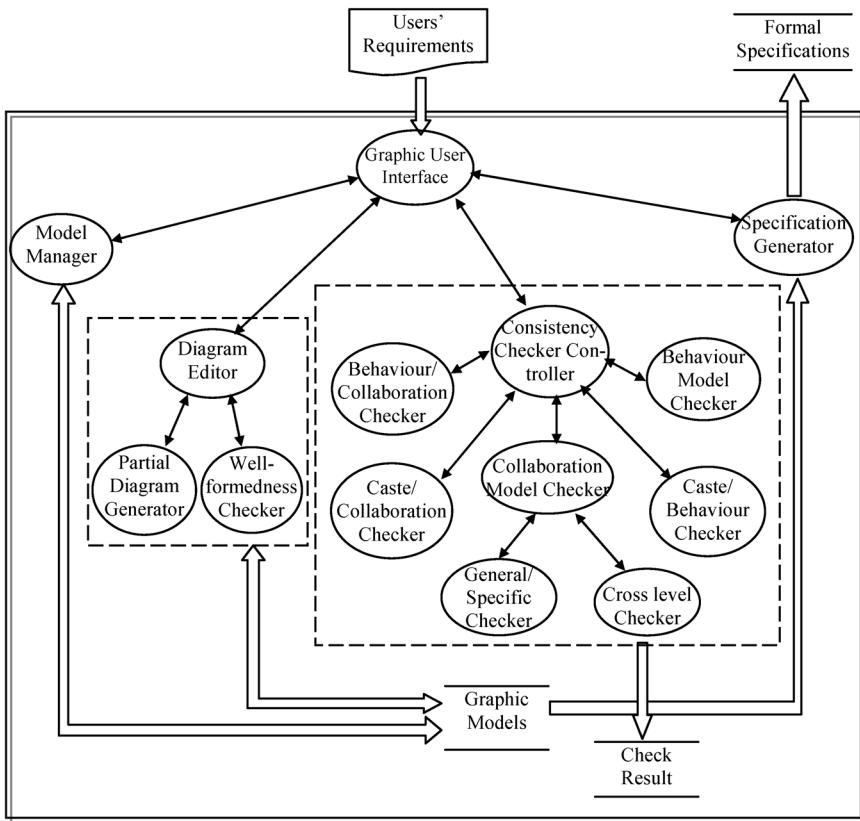 Users'
Requirements
Formal
Specifications
Graphic User
Interface
Model
Manager
Specification
Generator
Diagram
Editor
Partial
Diagram
Generator
Well-
formedness
Checker
Consistency
Checker Con-
troller
Behaviour/
Collaboration
Checker
Behaviour
Model
Checker
Caste/
Collaboration
Checker
Collaboration
Model Checker
Caste/
Behaviour
Checker
General/
Specific
Checker
Cross level
Checker
Graphic
Models
Check
Result